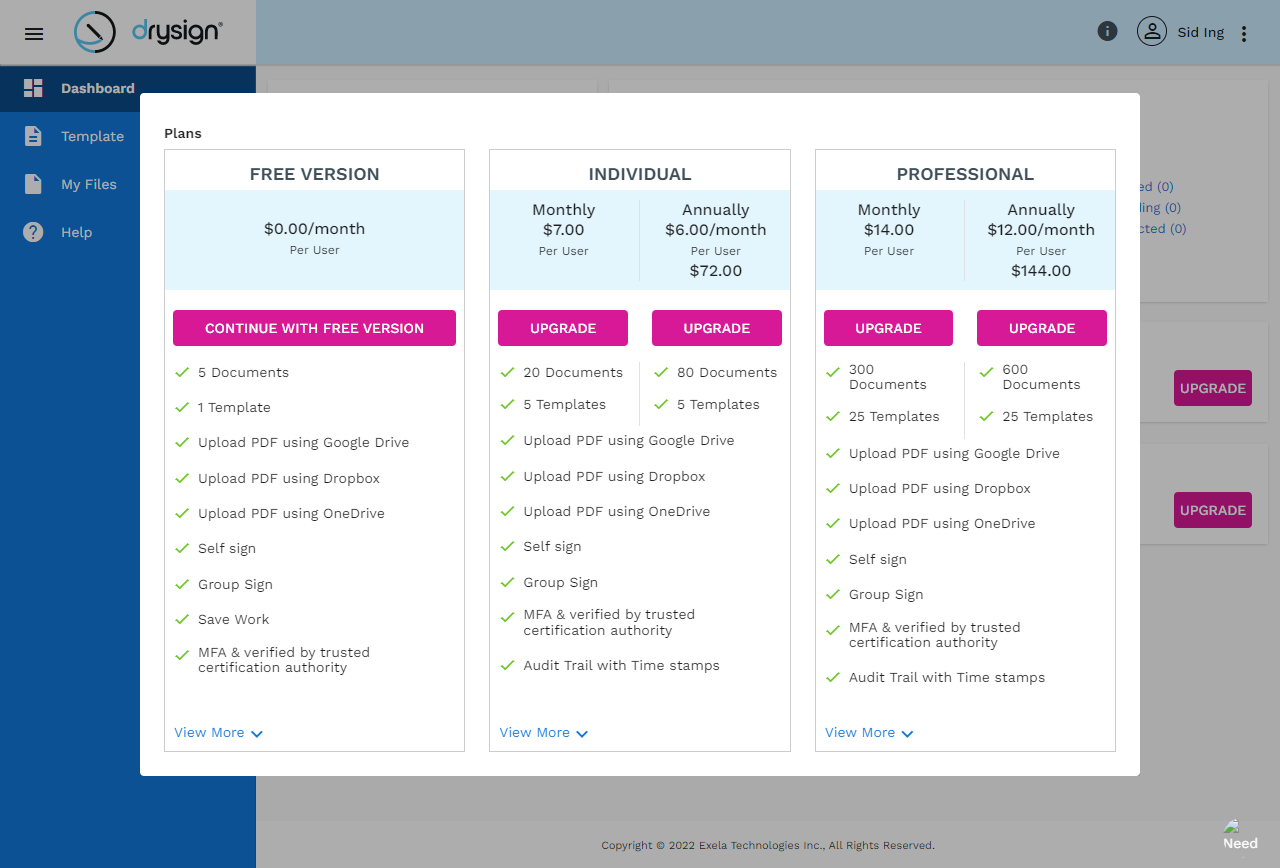 drysign®
Sid Ing
Dashboard
Template
My Files
Help
Plans
FREE VERSION
$0.00/month
Per User
CONTINUE WITH FREE VERSION
5 Documents
1 Template
Upload PDF using Google Drive
Upload PDF using Dropbox
Upload PDF using OneDrive
Self sign
Group Sign
Save Work
MFA & verified by trusted
certification authority
View More
INDIVIDUAL
Monthly
$7.00
Per User
Annually
$6.00/month
Per User
$72.00
UPGRADE
UPGRADE
20 Documents
80 Documents
5 Templates
5 Templates
Upload PDF using Google Drive
Upload PDF using Dropbox
Upload PDF using OneDrive
Self sign
Group Sign
MFA & verified by trusted
certification authority
Audit Trail with Time stamps
View More
PROFESSIONAL
Monthly
$14.00
Per User
Annually
$12.00/month
Per User
$144.00
UPGRADE
UPGRADE
300
Documents
600
Documents
25 Templates
25 Templates
Upload PDF using Google Drive
Upload PDF using Dropbox
Upload PDF using OneDrive
Self sign
Group Sign
MFA & verified by trusted
certification authority
Audit Trail with Time stamps
View More
(0)
(0)
(0)
UPGRADE
UPGRADE
Copyright © 2022 Exela Technologies Inc., All Rights Reserved.
Need